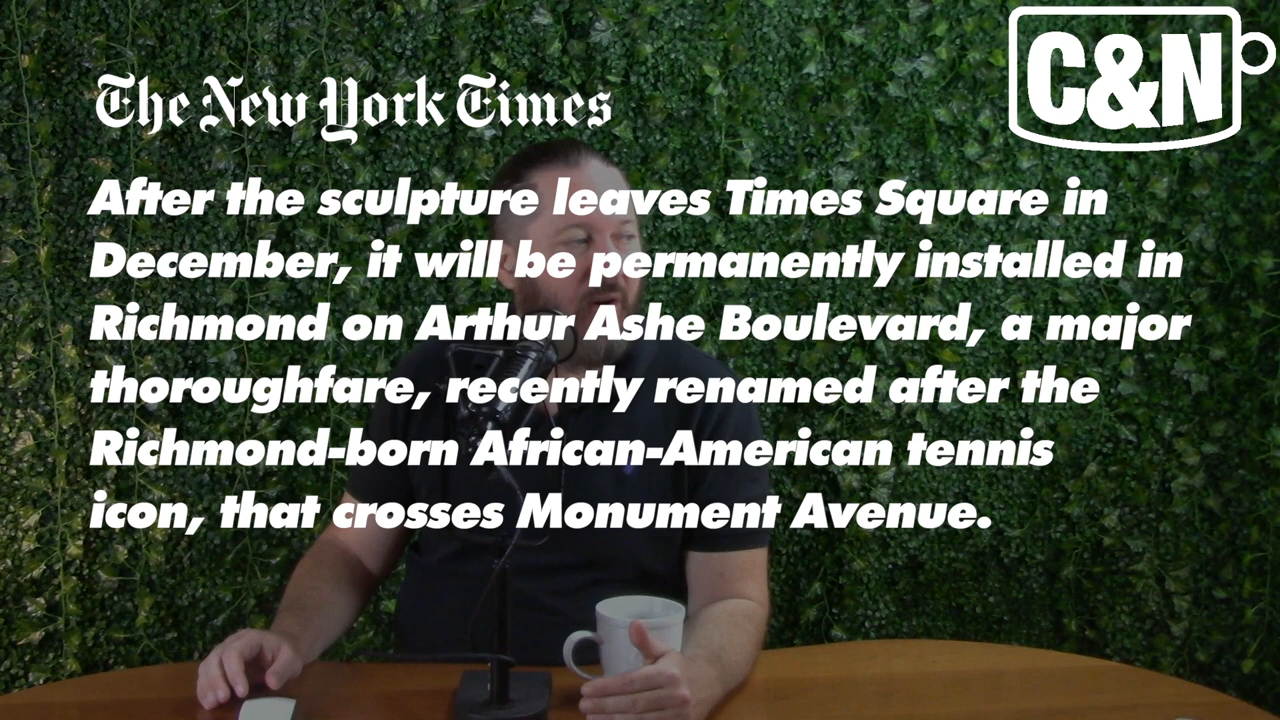 C&N
The New York Times
After the sculpture leaves Times Square in
December, it will be permanently installed in
Richmond on Arthur Ashe Boulevard, a major
thoroughfare, recently renamed after the
Richmond-born African-American tennis
icon, that crosses Monument Avenue.